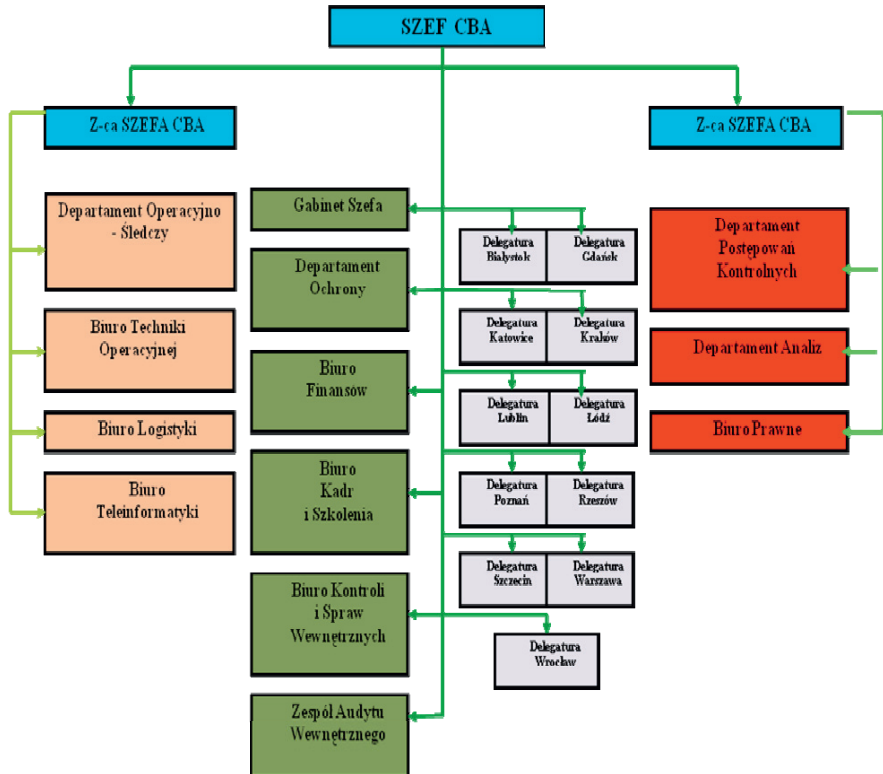 SZEF CBA
Z-ca SZEFA CBA
Z-ca SZEFA CBA
Departament Operacyjno
- Śledczy
Biuro Techniki
Operacyjnej
Biuro Logistyki
Biuro
Teleinformatyki
Gabinet Szefa
Departament
Ochrony
Biuro
Finansów
Biuro
Kadr
i Szkolenia
Biuro Kontroli
i Spraw
Wewnętrznych
Zespół Audytu
Wewnętrznego
Delegatura
Białystok
Delegatura
Gdańsk
Delegatura
Katowice
Delegatura
Kraków
Delegatura
Lublin
Delegatura
Łódź
Delegatura
Poznań
Delegatura
Rzeszów
Delegatura
Szczecin
Delegatura
Warszawa
Delegatura
Wrocław
Departament
Postępowań
Kontrolnych
Departament Analiz
Biuro Prawne